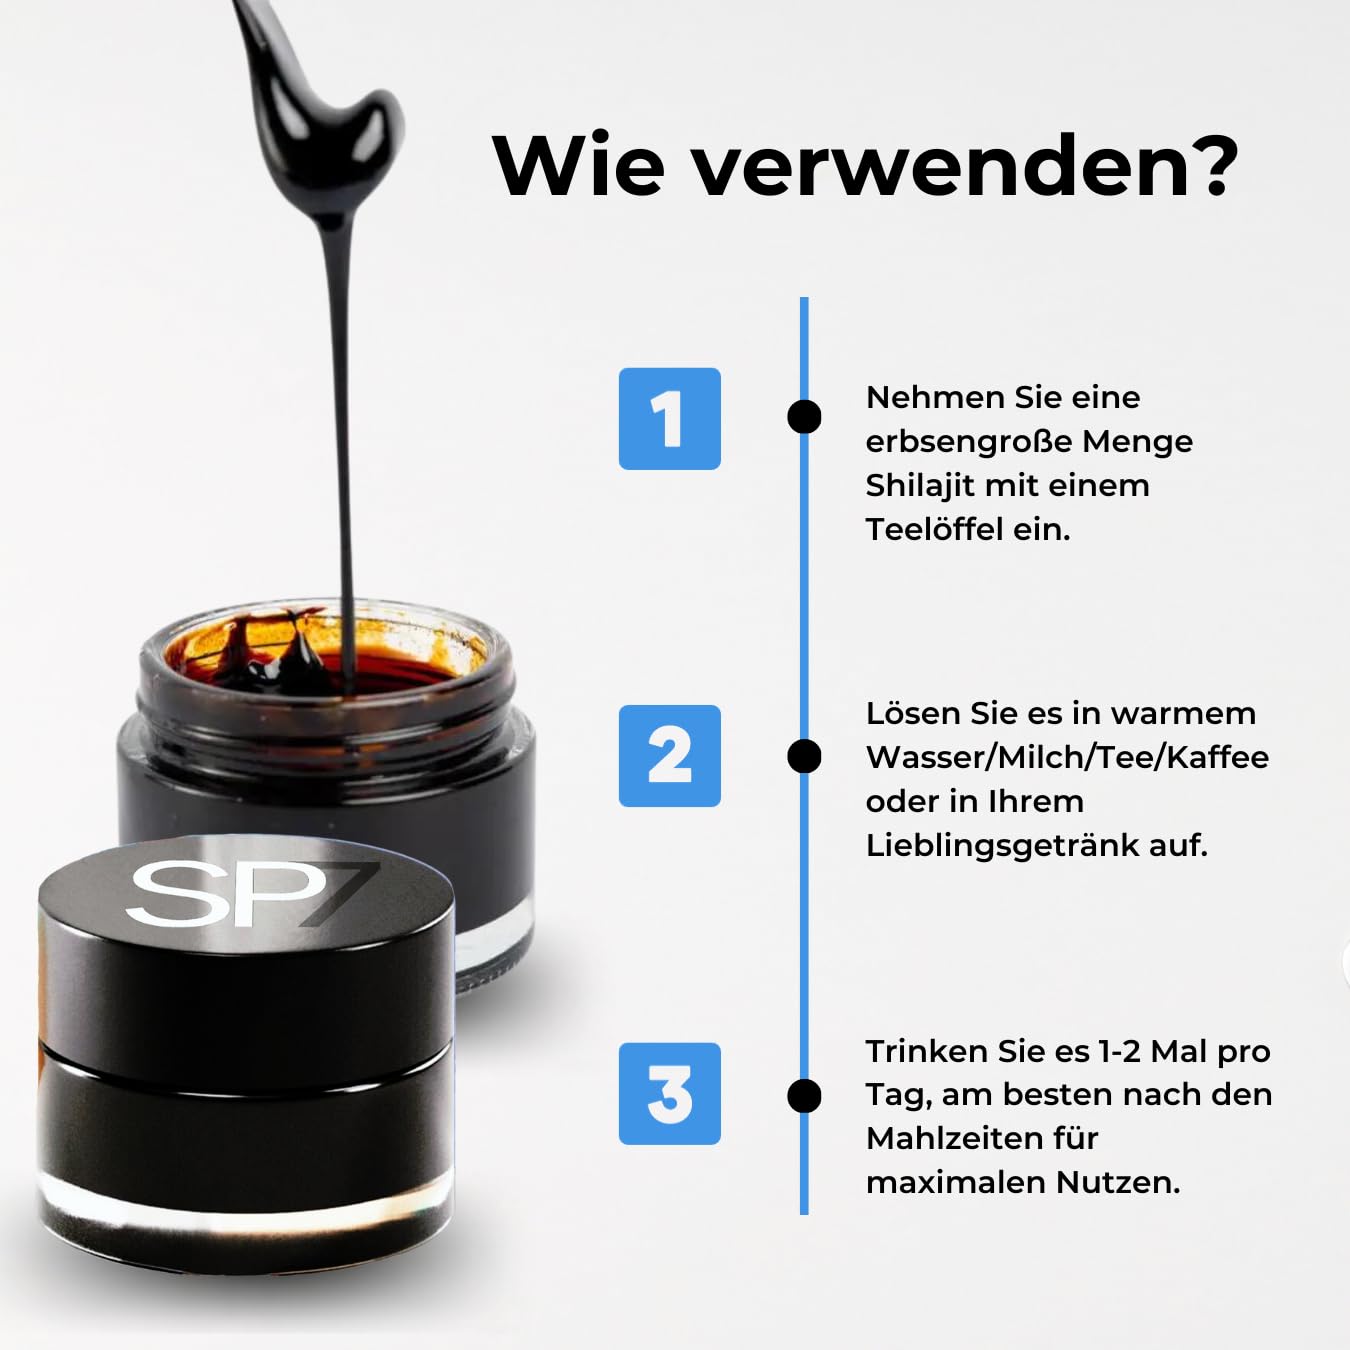 Wie verwenden?
1
Nehmen Sie eine
erbsengroße Menge
Shilajit mit einem
Teelöffel ein.
2
Lösen Sie es in warmem
Wasser/Milch/Tee/Kaffee
oder in Ihrem
Lieblingsgetränk auf.
SP7
3
Trinken Sie es 1-2 Mal pro
Tag, am besten nach den
Mahlzeiten für
maximalen Nutzen.